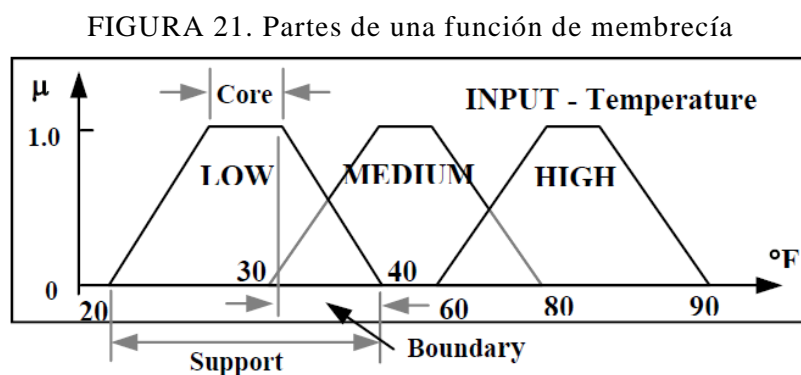 FIGURA 21. Partes de una función de membrecía
μ
Core
INPUT - Temperature
1.0
LOW
MEDIUM
HIGH
30
40
°F
0
20
60
80
90
Support
Boundary